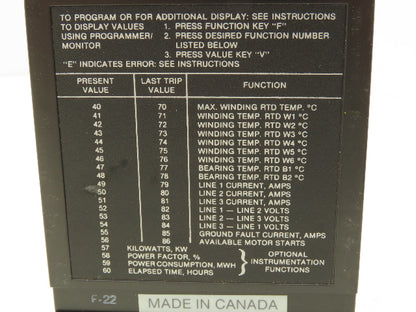 TO PROGRAM OR FOR ADDITIONAL DISPLAY: SEE INSTRUCTIONS
TO DISPLAY VALUES 1. PRESS FUNCTION KEY "F"
USING PROGRAMMER/ 2. PRESS DESIRED FUNCTION NUMBER
MONITOR LISTED BELOW
3. PRESS VALUE KEY "V"
"E" INDICATES ERROR: SEE INSTRUCTIONS
PRESENT VALUE LAST TRIP VALUE FUNCTION
40 70 MAX. WINDING RTD TEMP. °C
41 71 WINDING TEMP. RTD W1 °C
42 72 WINDING TEMP. RTD W2 °C
43 73 WINDING TEMP. RTD W3 °C
44 74 WINDING TEMP. RTD W4 °C
45 75 WINDING TEMP. RTD W5 °C
46 76 WINDING TEMP. RTD W6 °C
47 77 BEARING TEMP. RTD B1 °C
48 78 BEARING TEMP. RTD B2 °C
49 79 LINE 1 CURRENT, AMPS
50 80 LINE 2 CURRENT, AMPS
51 81 LINE 3 CURRENT, AMPS
52 82 LINE 1 — LINE 2 VOLTS
53 83 LINE 2 — LINE 3 VOLTS
54 84 LINE 3 — LINE 1 VOLTS
55 85 GROUND FAULT CURRENT, AMPS
56 86 AVAILABLE MOTOR STARTS
57 KILOWATTS, KW
58 POWER FACTOR, % OPTIONAL
59 POWER CONSUMPTION, MWH INSTRUMENTATION
60 ELAPSED TIME, HOURS FUNCTIONS
F-22 MADE IN CANADA